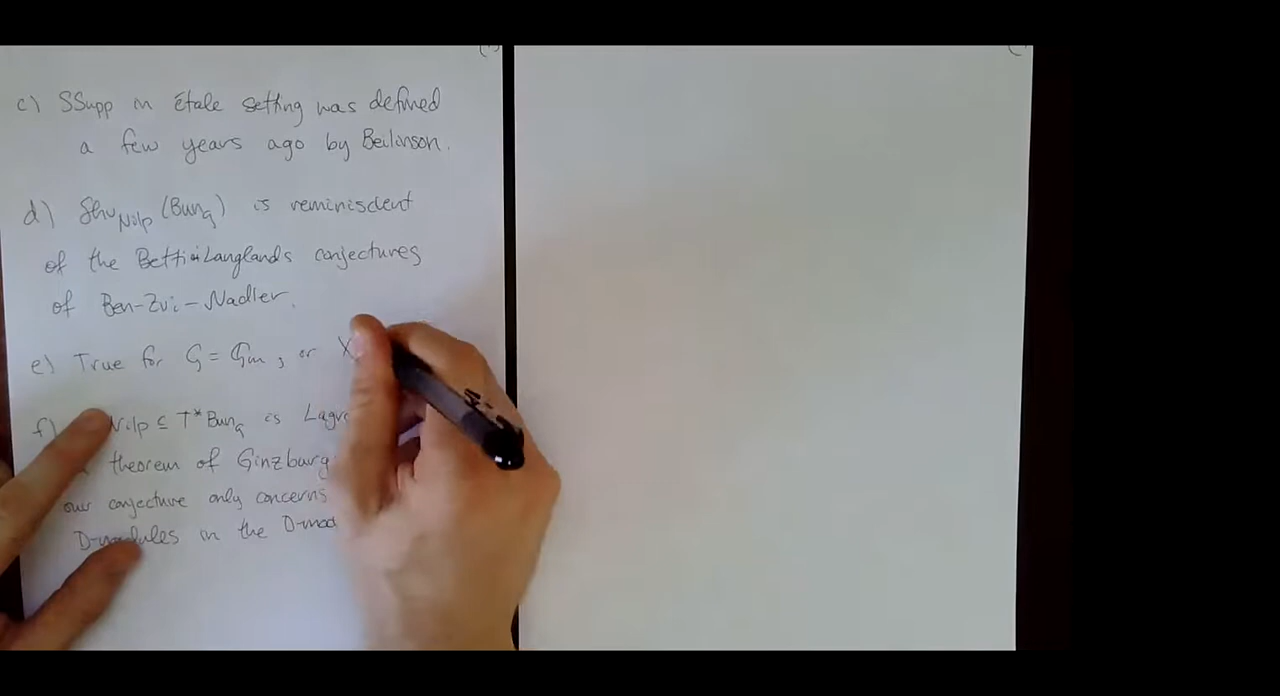 c) SSupp in étale setting was defined
a few years ago by Beilinson.
d) Shv_Nilp (Bun_G) is reminisdent
of the Betti Langlands conjectures
of Ben-Zvi-Nadler.
e) True for G = Gm, or X
f) Nilp ⊆ T*Bun_G is Lagr
theorem of Ginzburg
our conjecture only concerns
D-modules in the D-mod